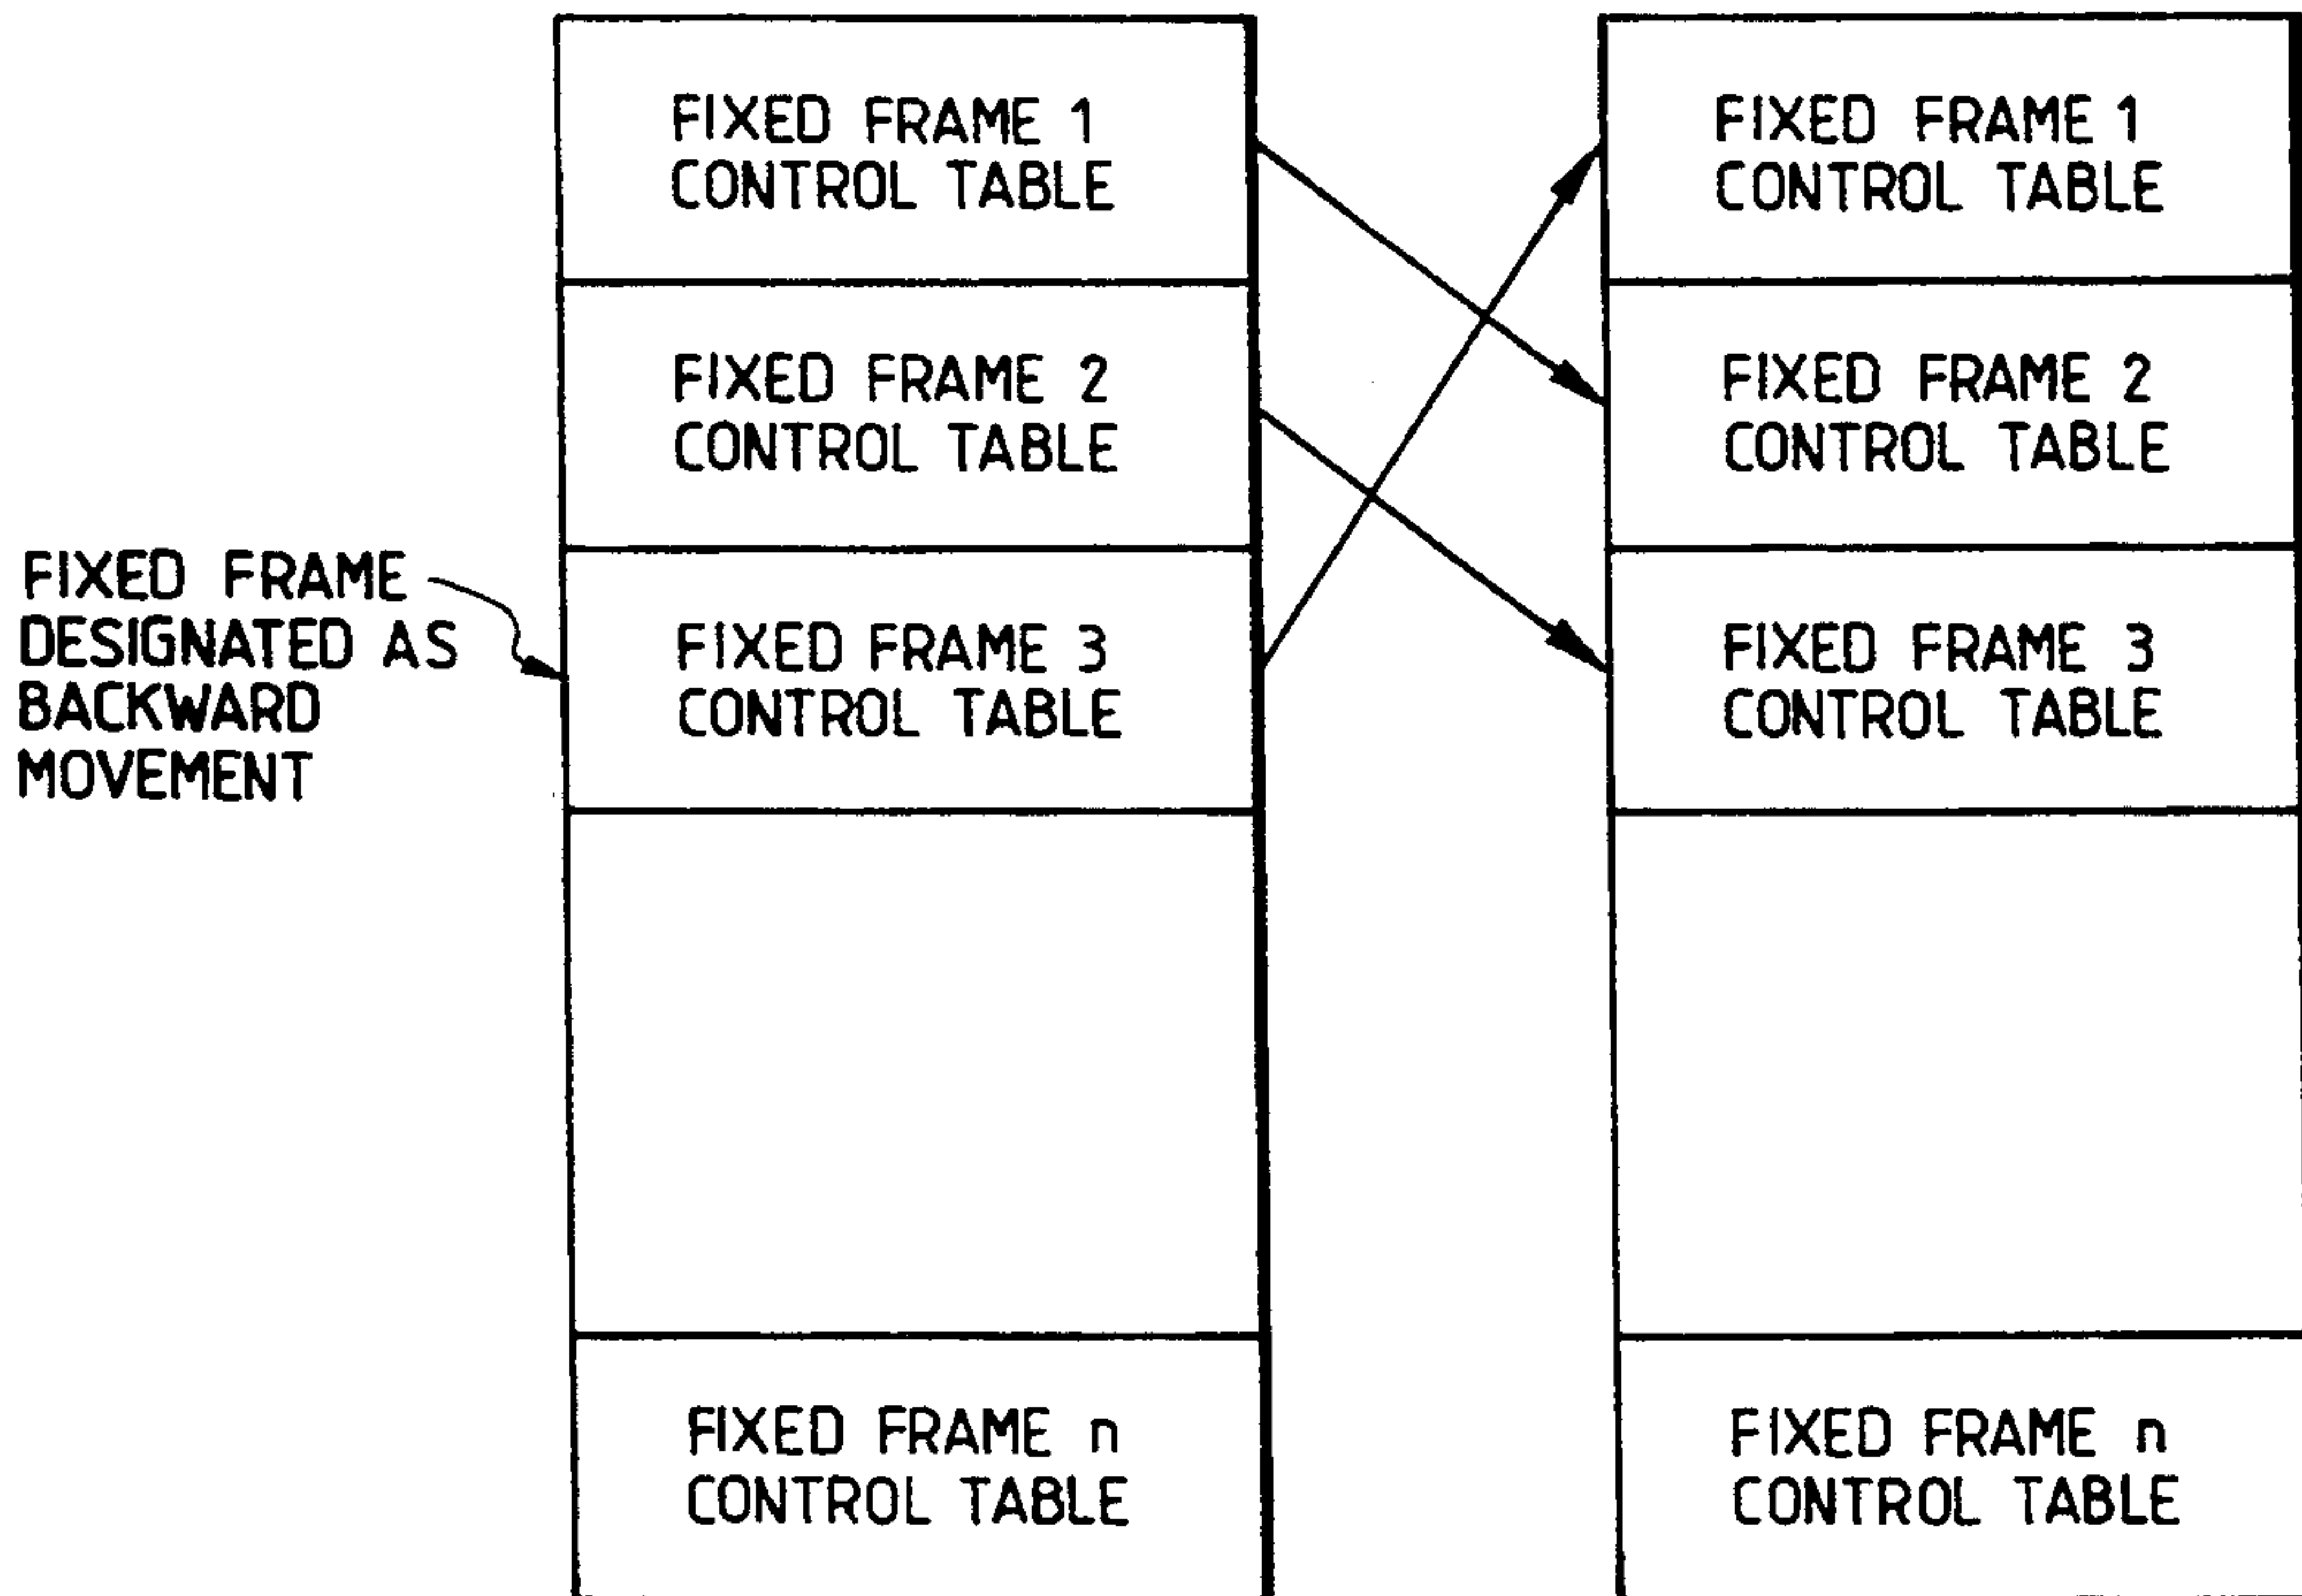 FIXED FRAME 1
CONTROL TABLE
FIXED FRAME 2
CONTROL TABLE
FIXED FRAME 3
CONTROL TABLE
FIXED FRAME n
CONTROL TABLE
FIXED FRAME
DESIGNATED AS
BACKWARD
MOVEMENT
FIXED FRAME 1
CONTROL TABLE
FIXED FRAME 2
CONTROL TABLE
FIXED FRAME 3
CONTROL TABLE
FIXED FRAME n
CONTROL TABLE